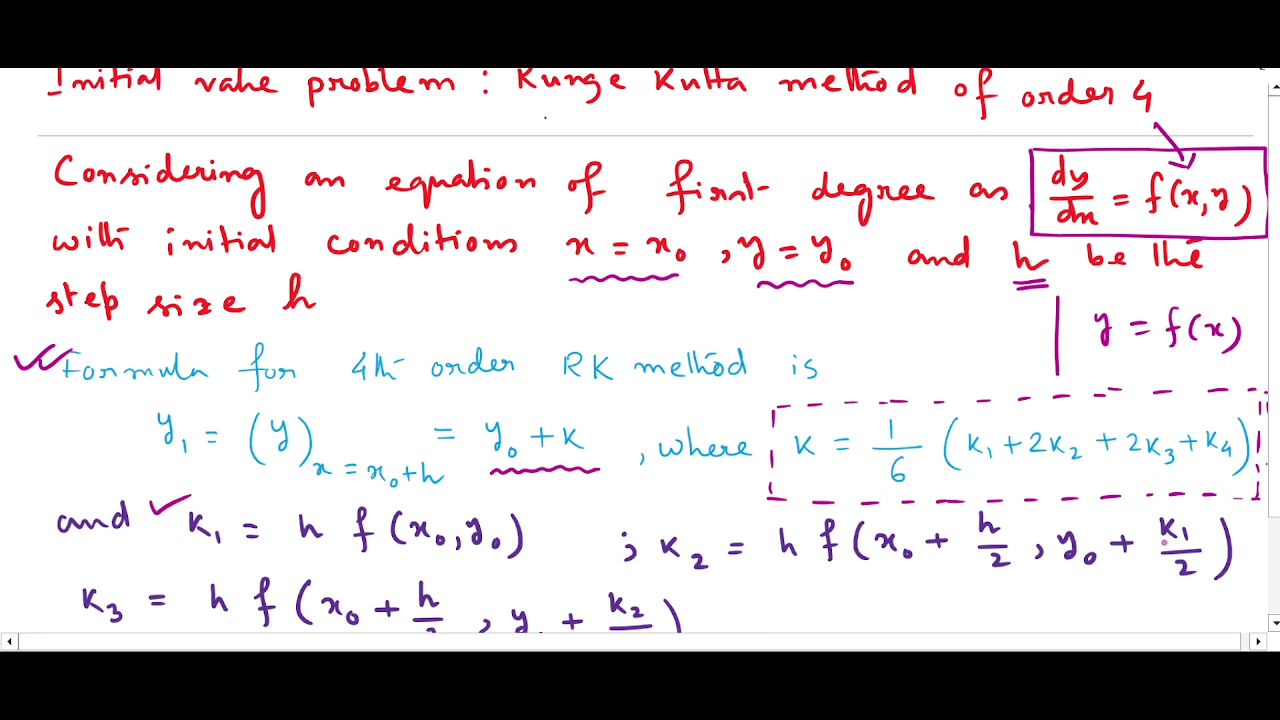 Initial value problem : Runge Kutta method of order 4
Considering an equation of first degree as dy/dx = f(x,y)
with initial conditions x = x₀ , y = y₀ and h be the
step size h
y = f(x)
Formula for 4th order RK method is
y₁ = (y)ₓ₌ₓ₀₊ₕ = y₀ + k , where k = 1/6 (k₁ + 2k₂ + 2k₃ + k₄)
and k₁ = h f(x₀,y₀) ; k₂ = h f(x₀ + h/2 , y₀ + k₁/2)
k₃ = h f(x₀ + h/2 , y₀ + k₂/